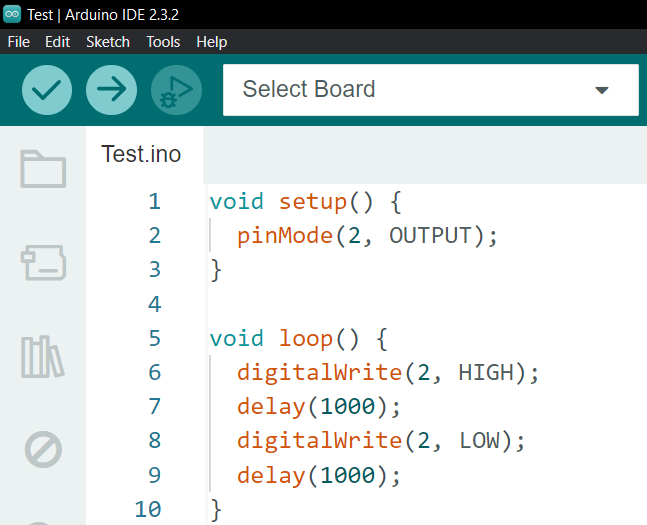 Test | Arduino IDE 2.3.2
File Edit Sketch Tools Help
Select Board
Test.ino
1 void setup() {
2 pinMode(2, OUTPUT);
3 }
4
5 void loop() {
6 digitalWrite(2, HIGH);
7 delay(1000);
8 digitalWrite(2, LOW);
9 delay(1000);
10 }